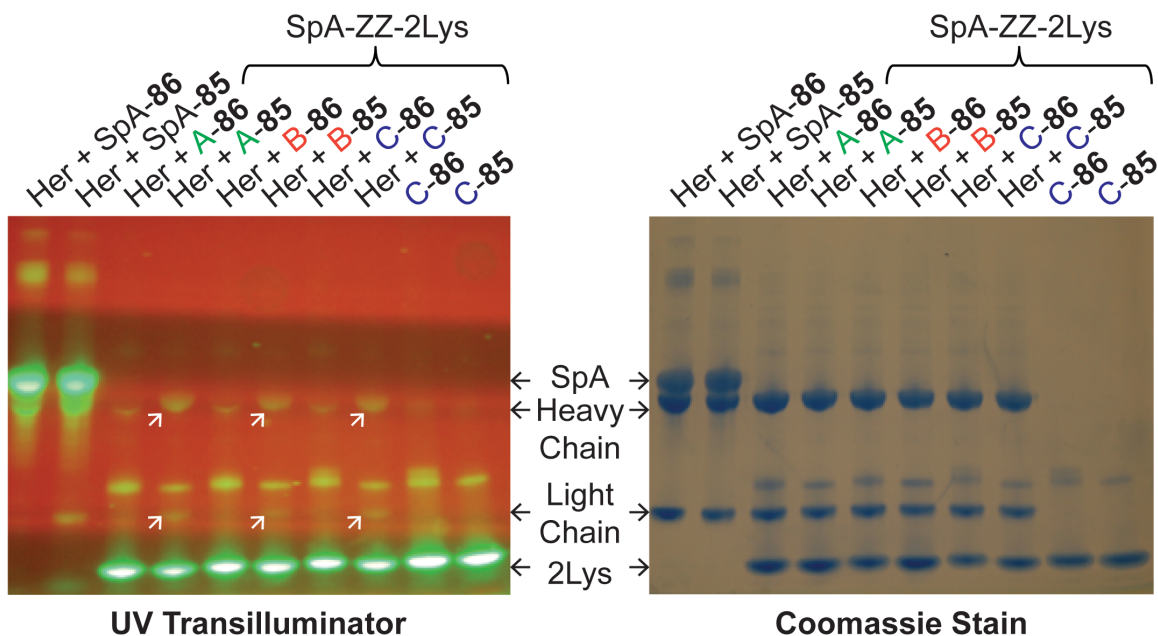 SpA-ZZ-2Lys
Her + SpA-86
Her + SpA-85
Her + A-86
Her + A-85
Her + B-86
Her + B-85
Her + C-86
Her + C-85
C-86
C-85
SpA-ZZ-2Lys
Her + SpA-86
Her + SpA-85
Her + A-86
Her + A-85
Her + B-86
Her + B-85
Her + C-86
Her + C-85
C-86
C-85
← SpA →
← Heavy →
Chain
Light
← Chain →
← 2Lys →
UV Transilluminator
Coomassie Stain